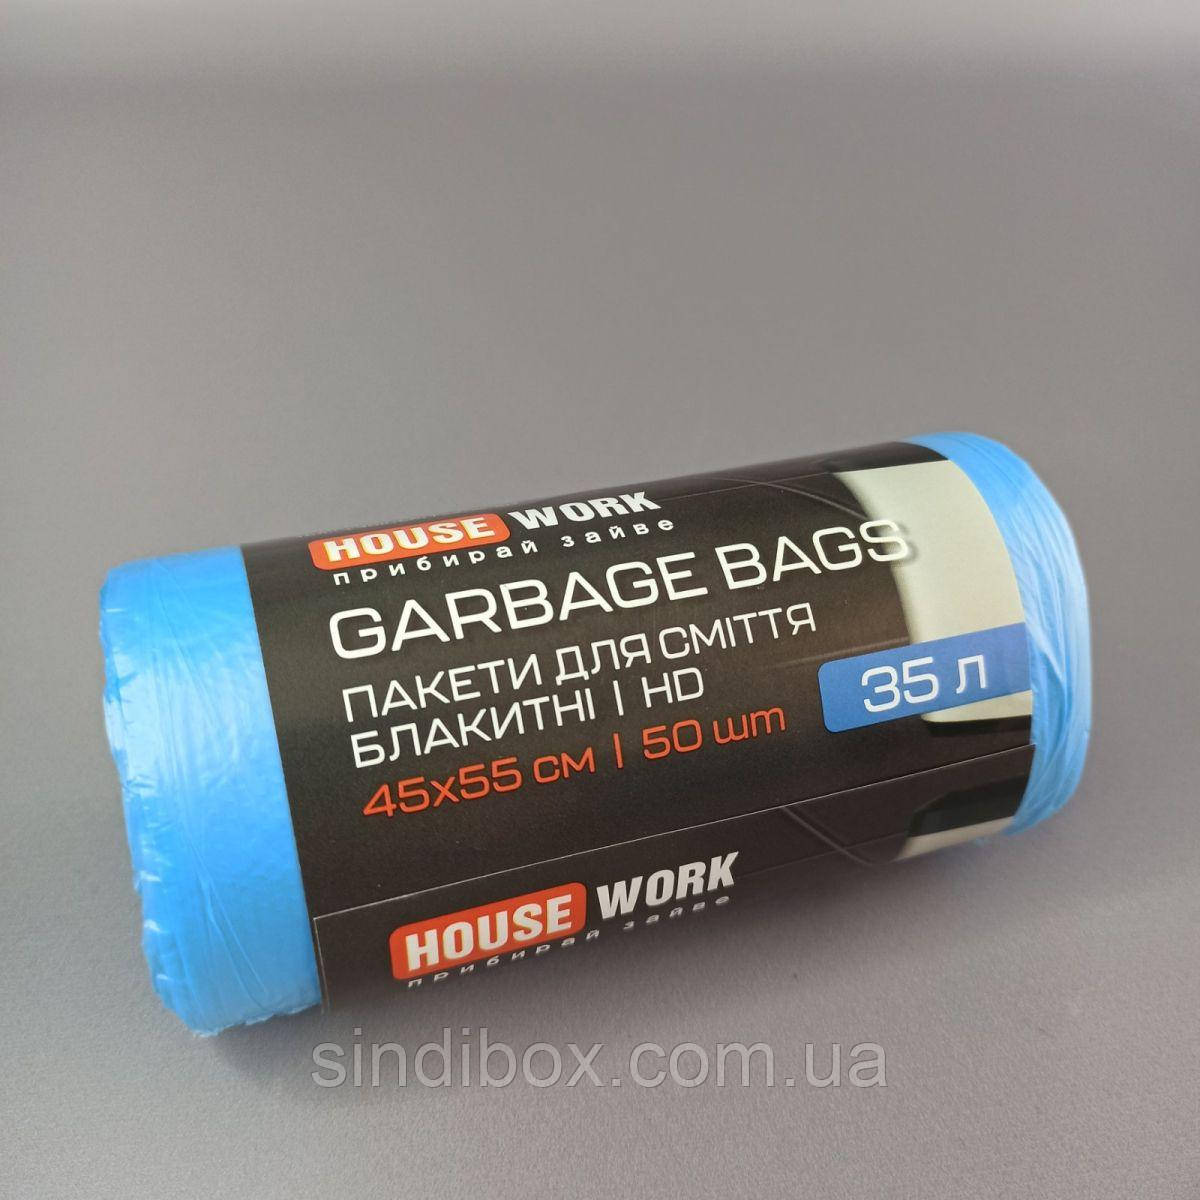 HOUSE WORK
прибирай зайве
GARBAGE BAGS
ПАКЕТИ ДЛЯ СМІТТЯ
БЛАКИТНІ | HD
45x55 см | 50 шт
35 л
HOUSE WORK
прибирай зайве
sindibox.com.ua